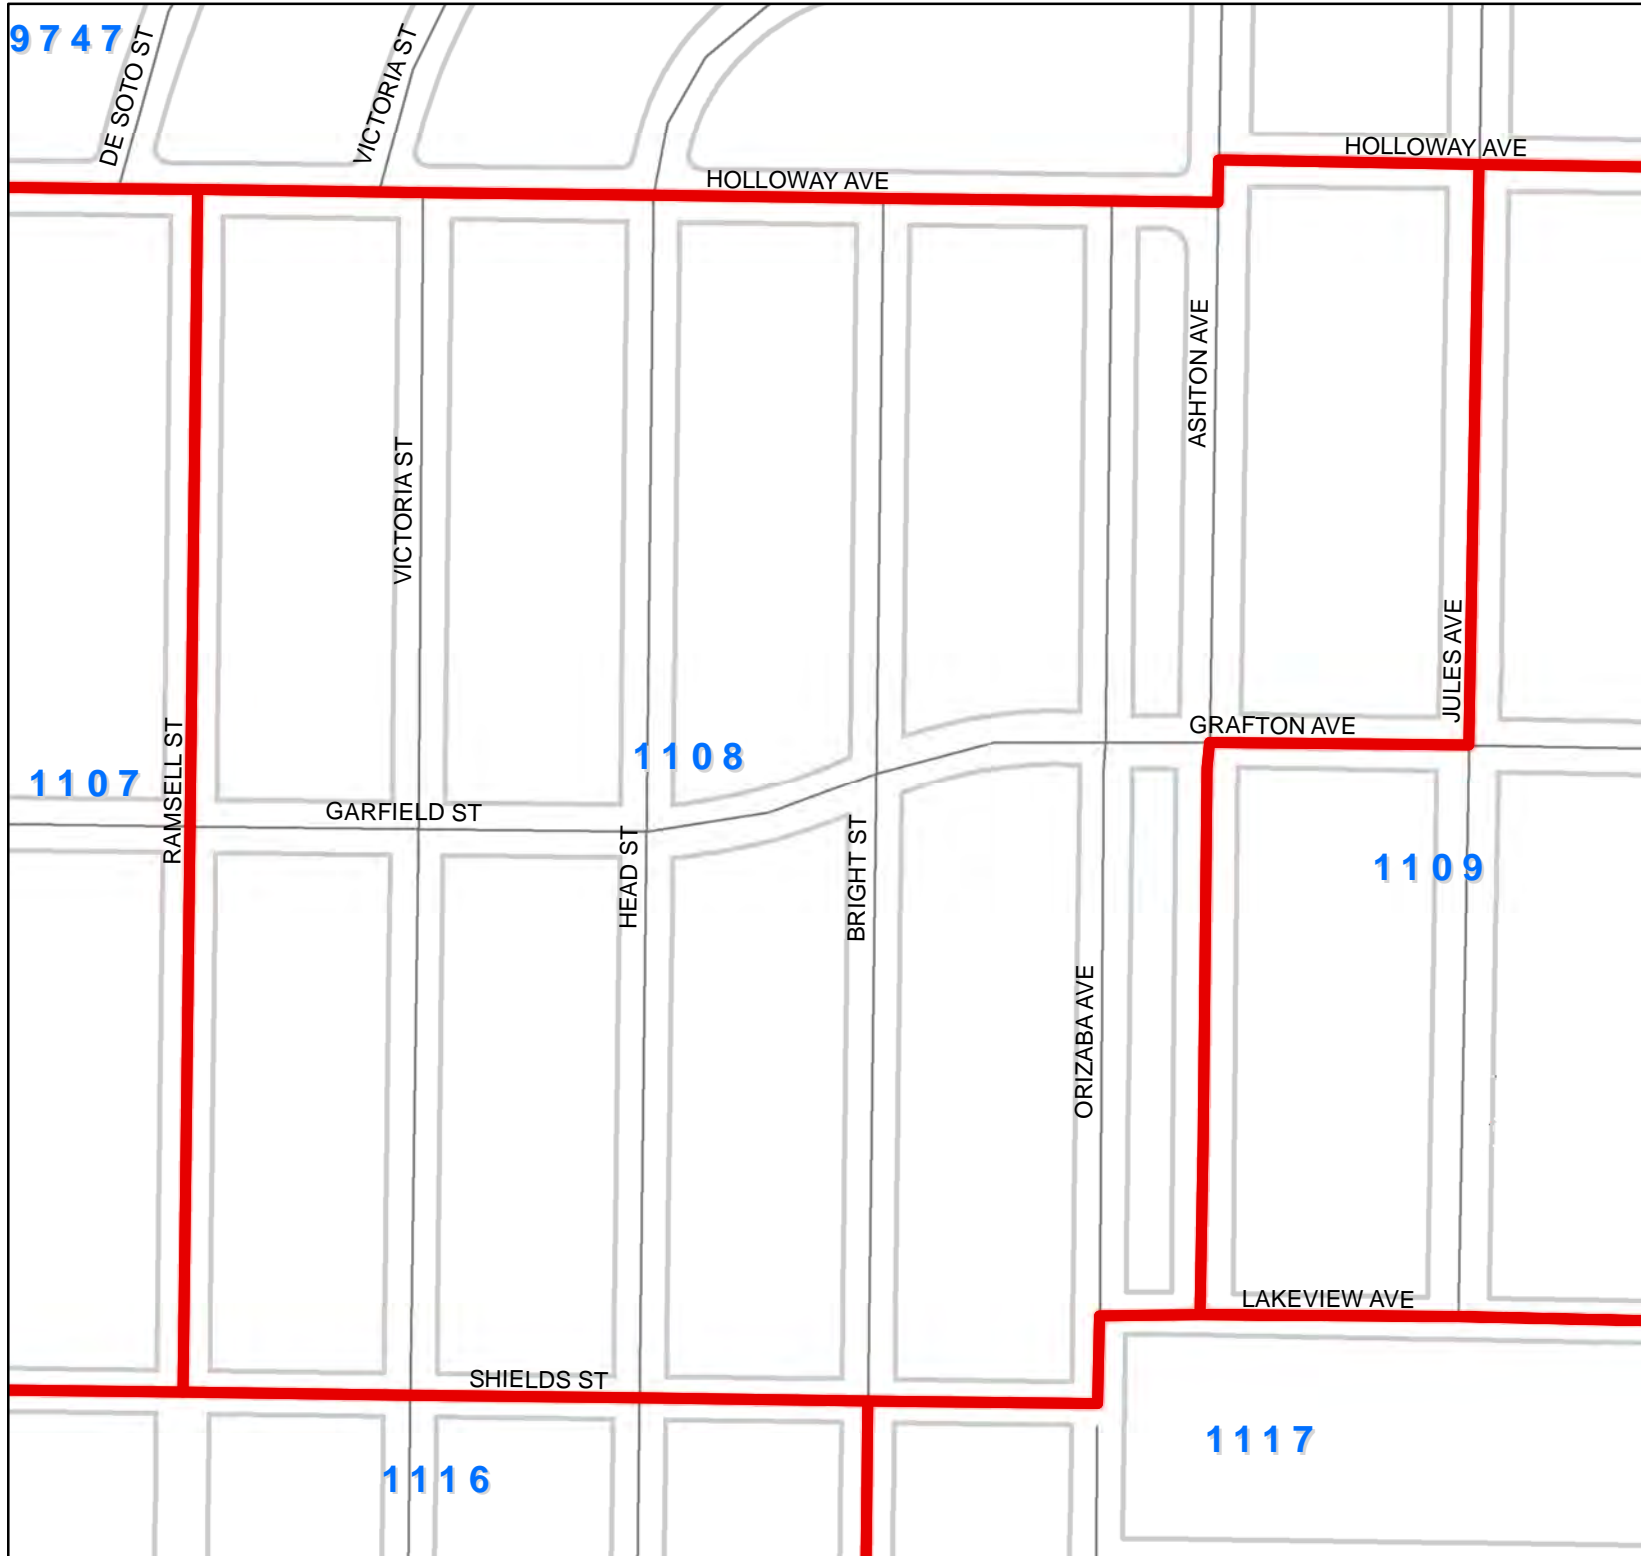 9747
DE SOTO ST
VICTORIA ST
HOLLOWAY AVE
HOLLOWAY AVE
ASHTON AVE
VICTORIA ST
JULES AVE
RAMSELL ST
GRAFTON AVE
1108
1107
GARFIELD ST
HEAD ST
BRIGHT ST
1109
ORIZABA AVE
LAKEVIEW AVE
SHIELDS ST
1117
1116